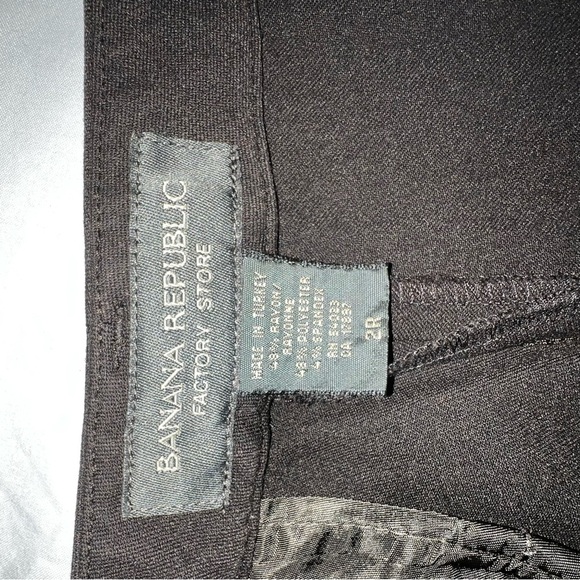 BANANA REPUBLIC
FACTORY STORE
MADE IN TURKEY
48% RAYON/
RAYONNE
48% POLYESTER
4% SPANDEX
RN 54023
CA 17897
2R